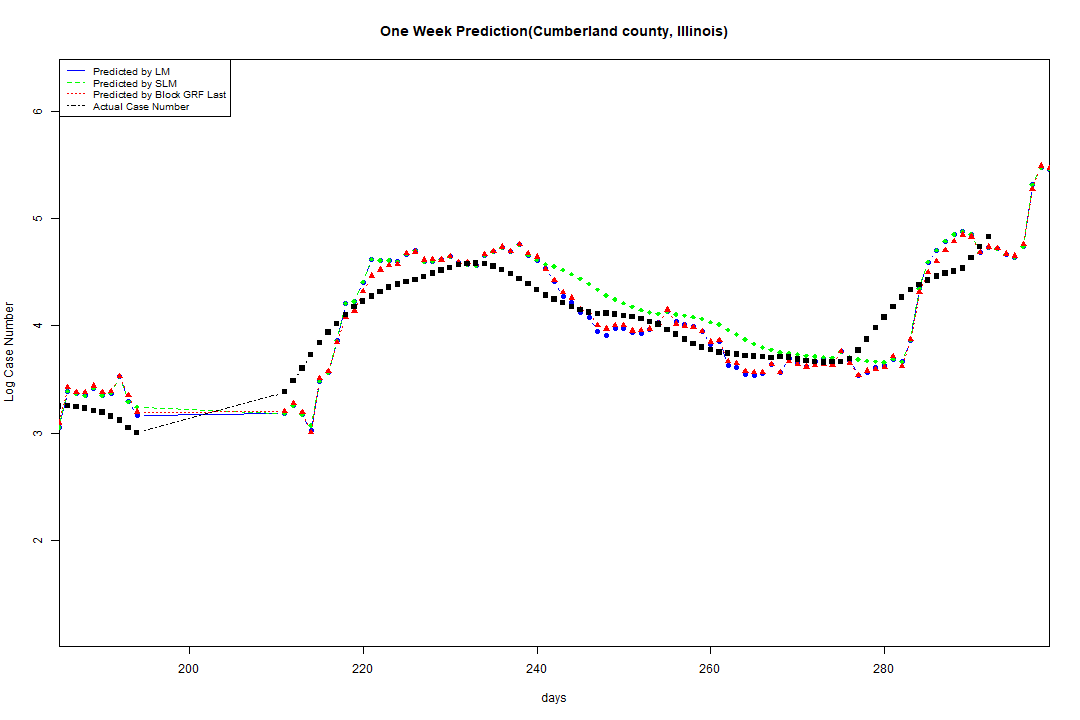 One Week Prediction(Cumberland county, Illinois)
Predicted by LM
Predicted by SLM
Predicted by Block GRF Last
Actual Case Number
Log Case Number
6
5
4
3
2
200 220 240 260 280
days